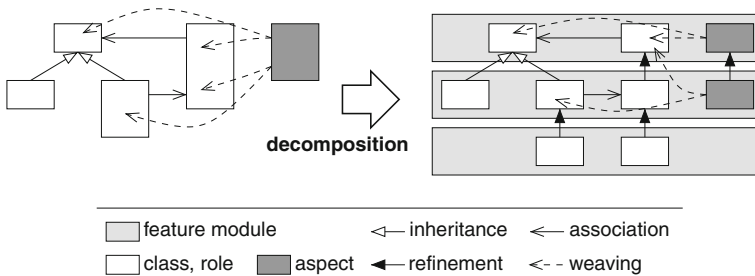 decomposition
feature module
inheritance
association
class, role
aspect
refinement
weaving